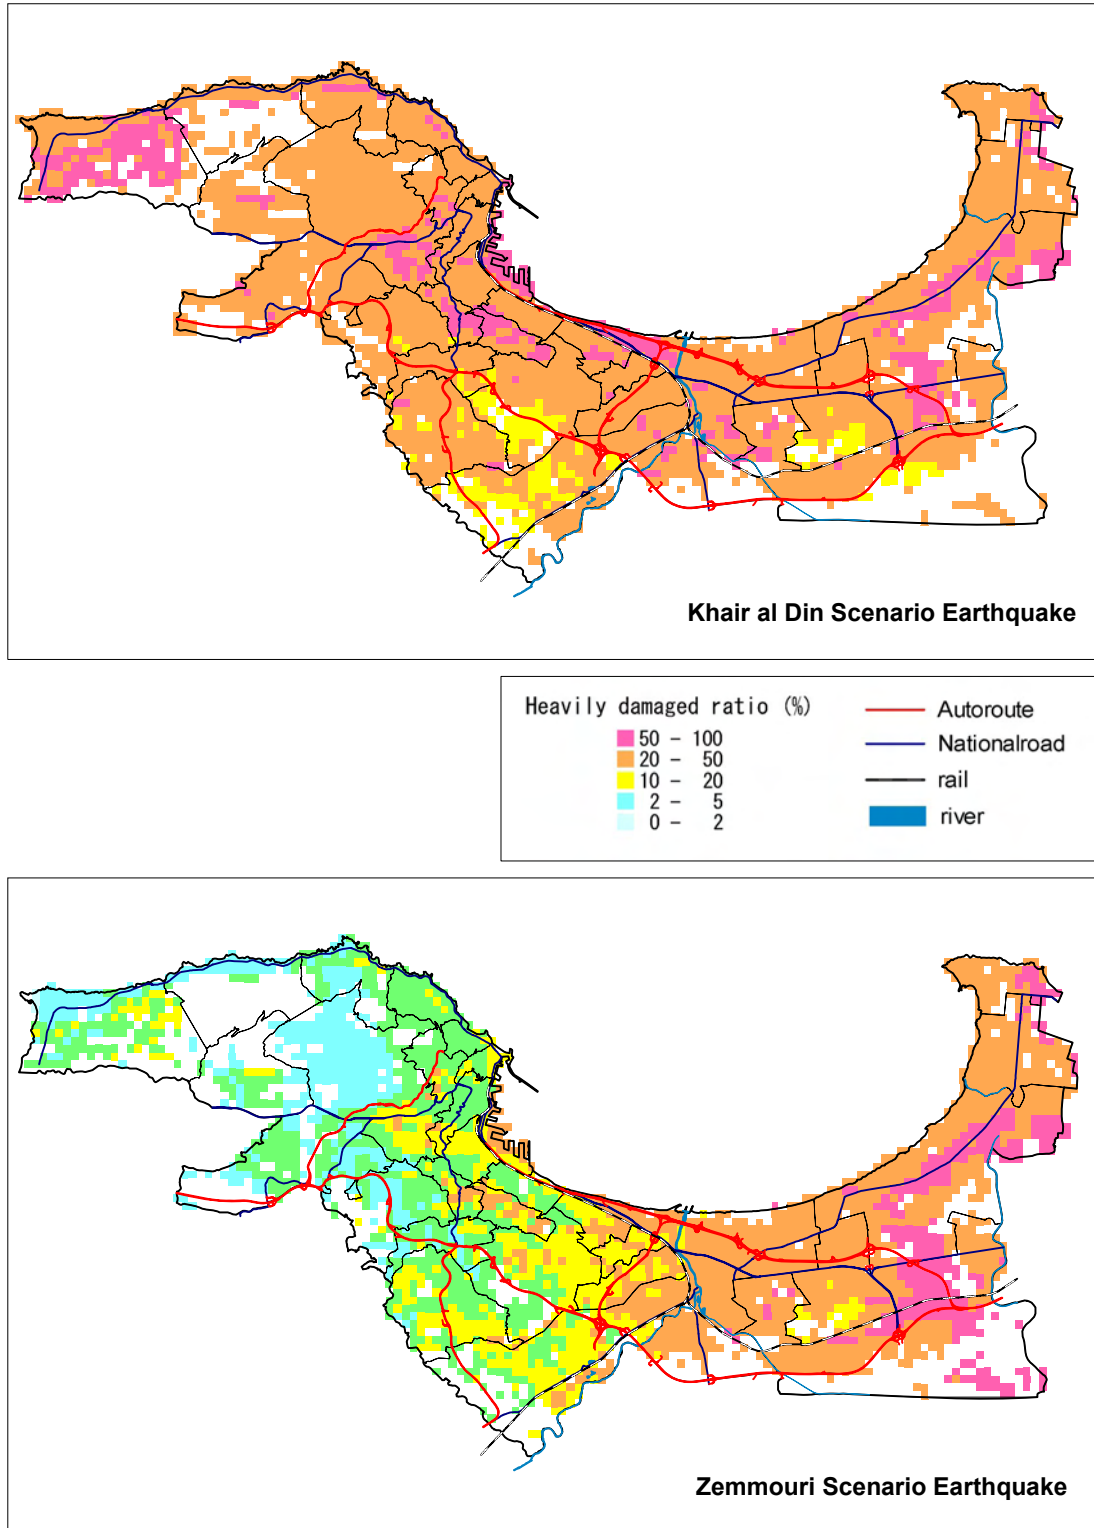 Khair al Din Scenario Earthquake
Heavily damaged ratio (%)
50 - 100
20 - 50
10 - 20
2 - 5
0 - 2
Autoroute
Nationalroad
rail
river
Zemmouri Scenario Earthquake